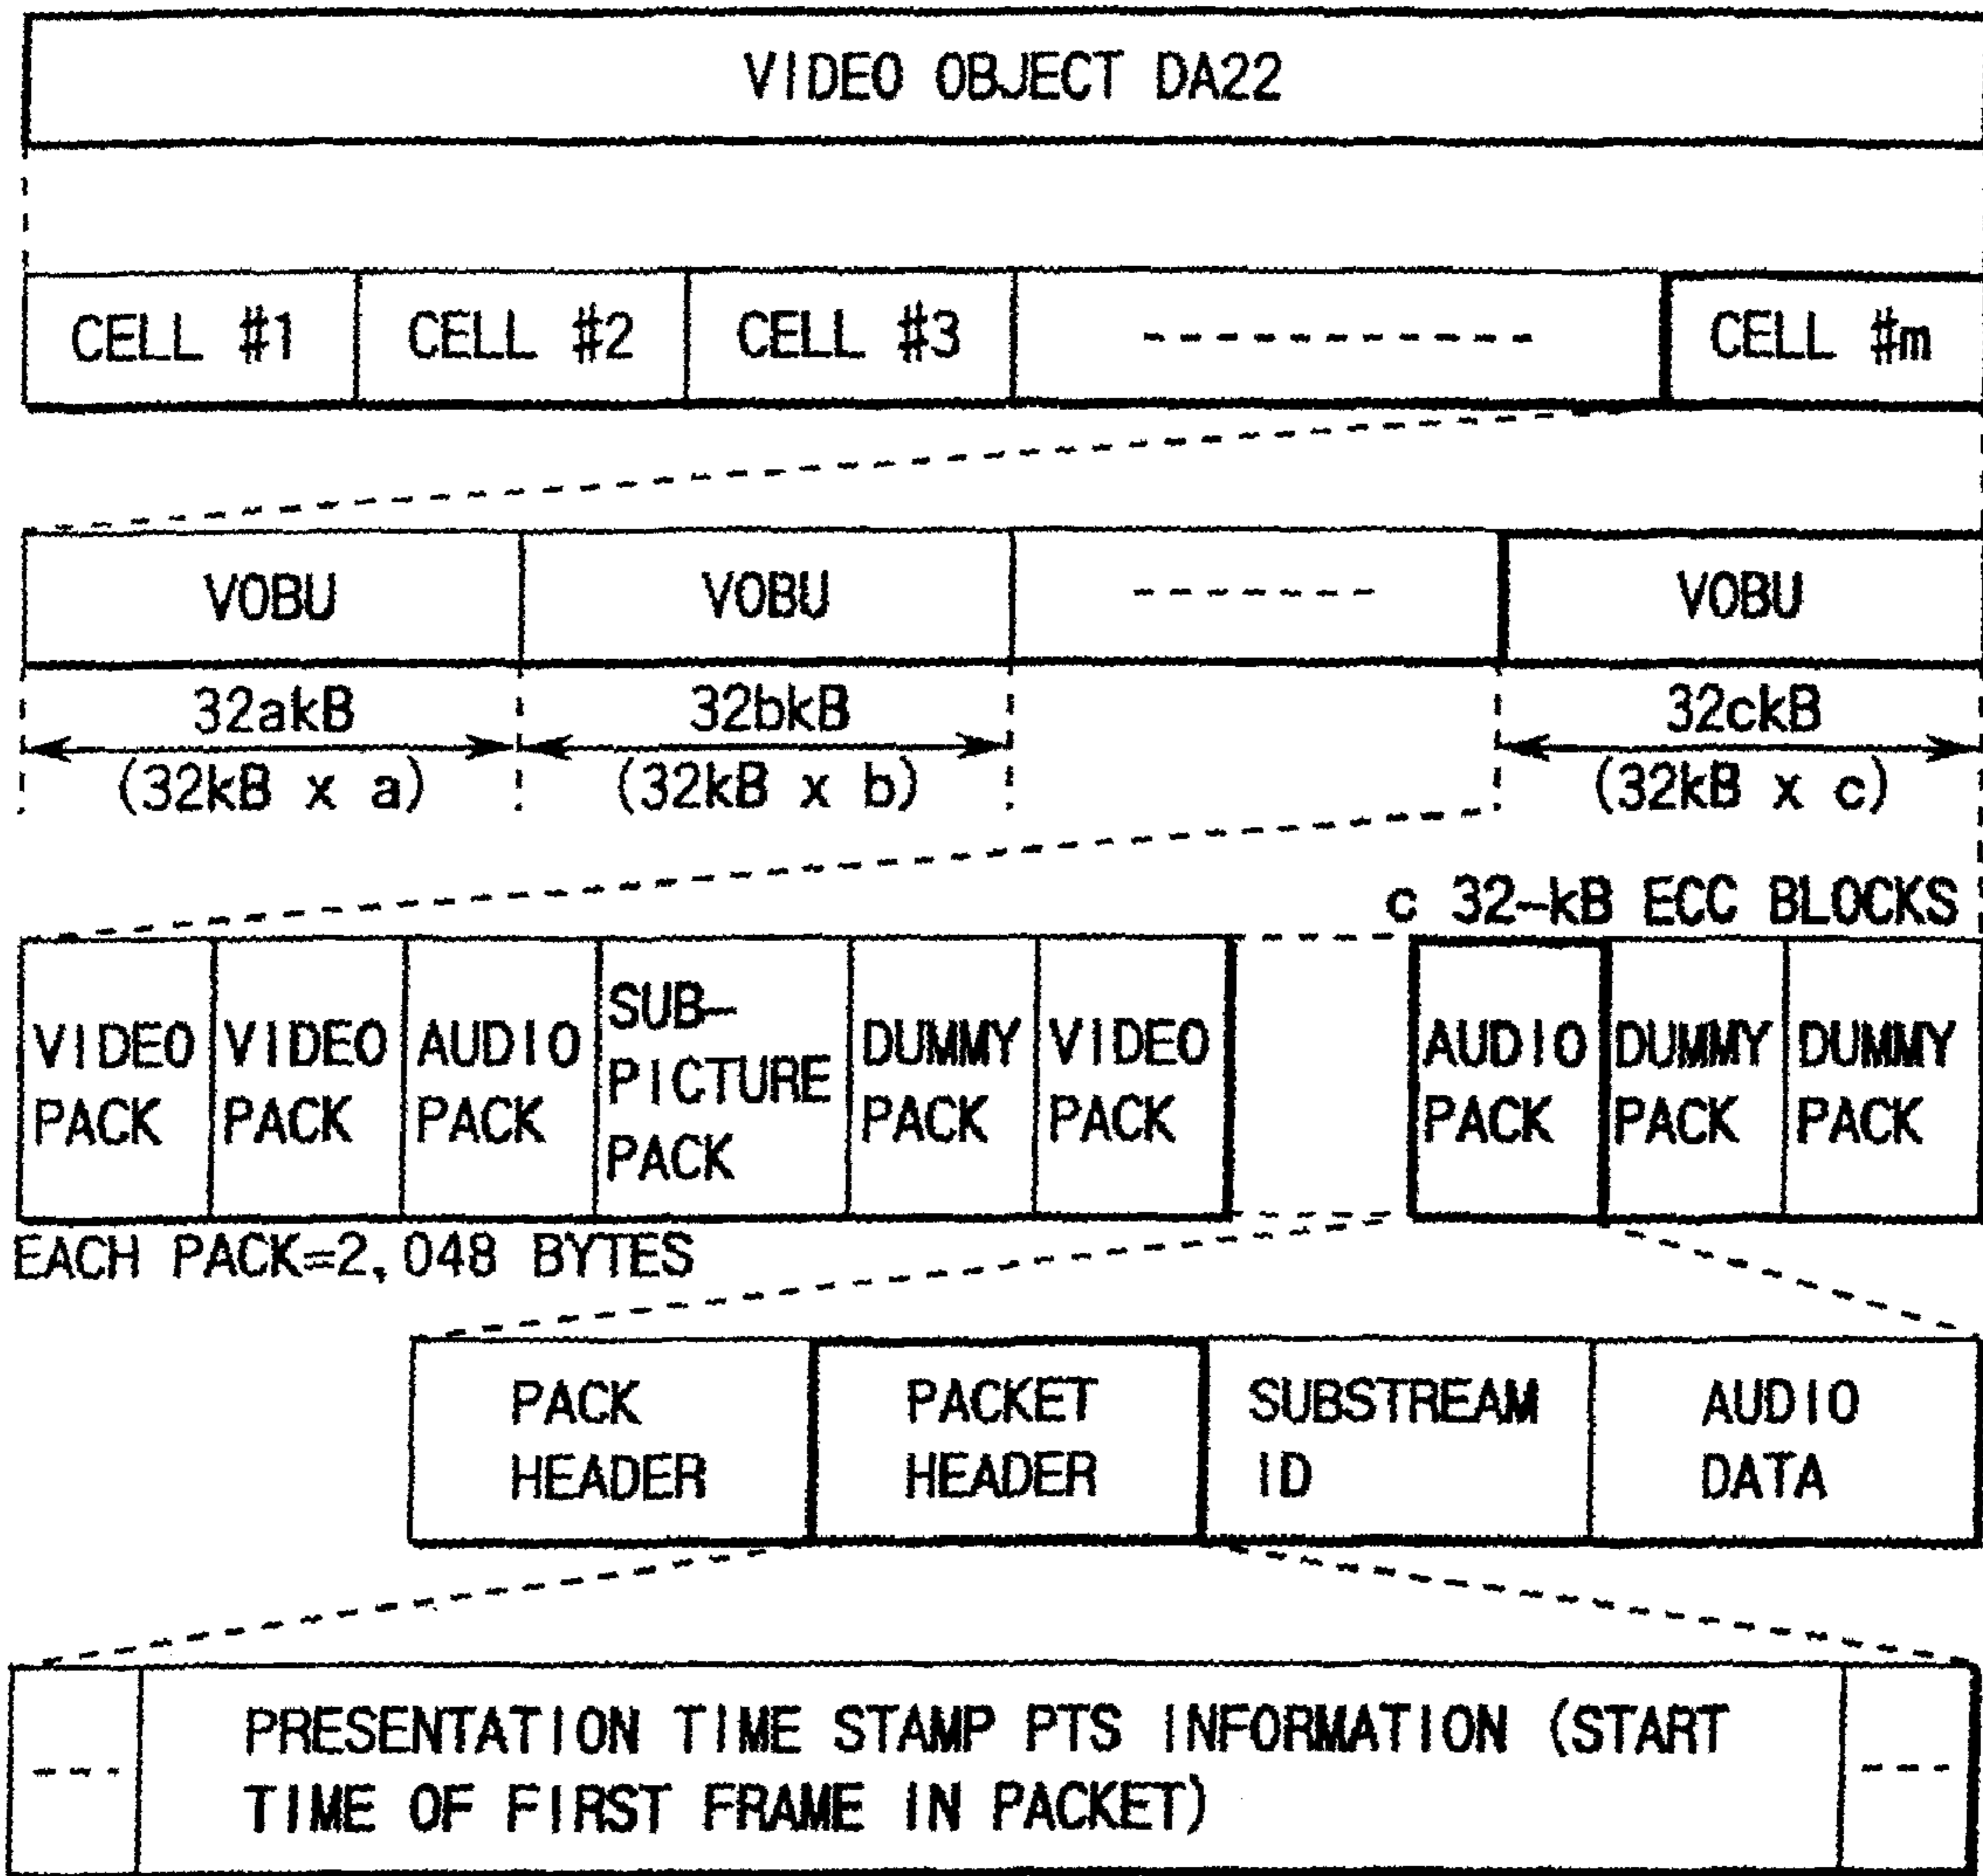 VIDEO OBJECT DA22
CELL #1 CELL #2 CELL #3 ---------- CELL #m
VOBU VOBU ------- VOBU
32akB 32bkB 32ckB
(32kB x a) (32kB x b) (32kB x c)
c 32-kB ECC BLOCKS
VIDEO PACK
VIDEO PACK
AUDIO PACK
SUB-
PICTURE
PACK
DUMMY PACK
VIDEO PACK
AUDIO PACK
DUMMY PACK
DUMMY PACK
EACH PACK=2,048 BYTES
PACK
HEADER
PACKET
HEADER
SUBSTREAM
ID
AUDIO
DATA
--- PRESENTATION TIME STAMP PTS INFORMATION (START ---
TIME OF FIRST FRAME IN PACKET)